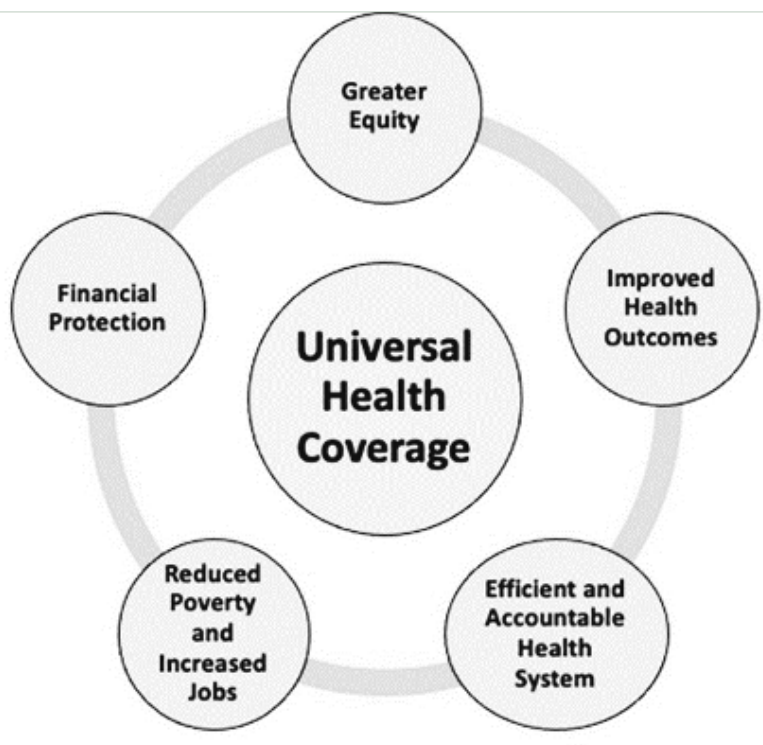 Greater
Equity
Improved
Health
Outcomes
Efficient and
Accountable
Health
System
Reduced
Poverty
and
Increased
Jobs
Financial
Protection
Universal
Health
Coverage